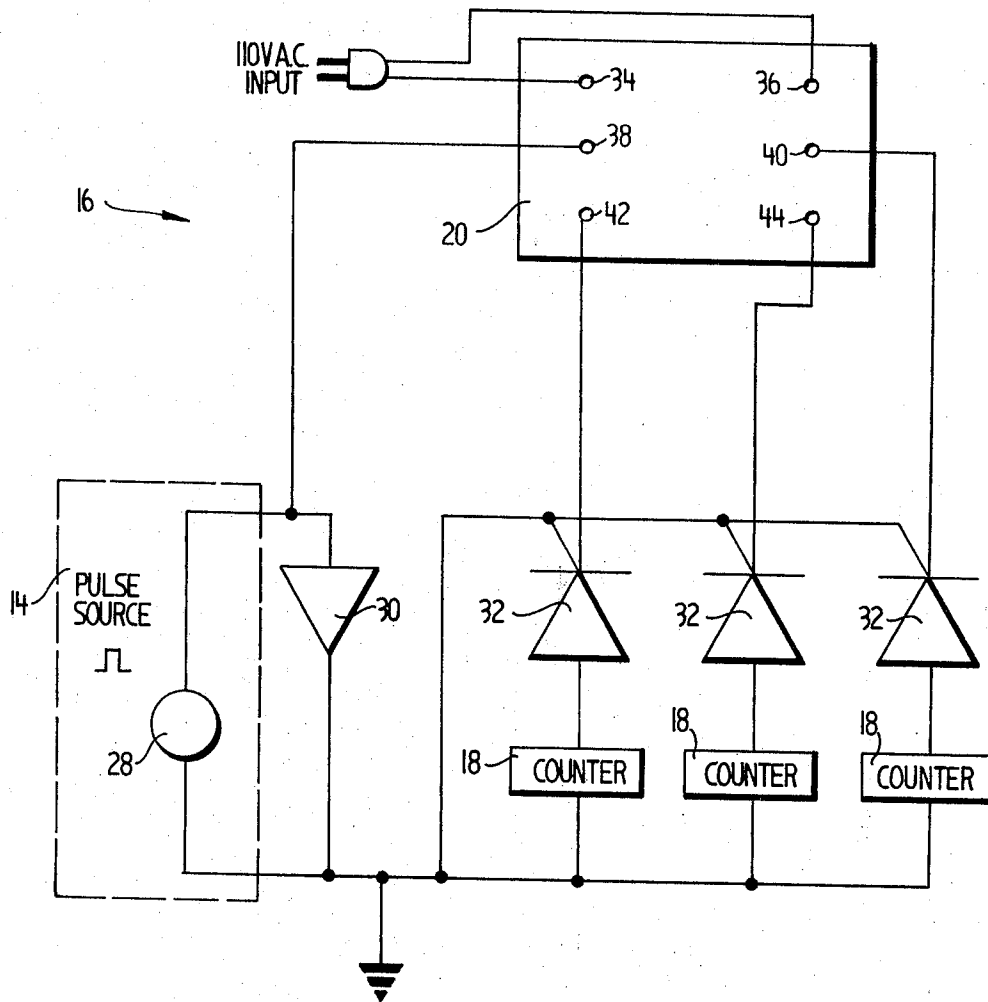 110V A.C.
INPUT
34
36
38
40
16
20
42
44
14
PULSE
SOURCE
30
32
32
32
28
18
COUNTER
18
COUNTER
18
COUNTER